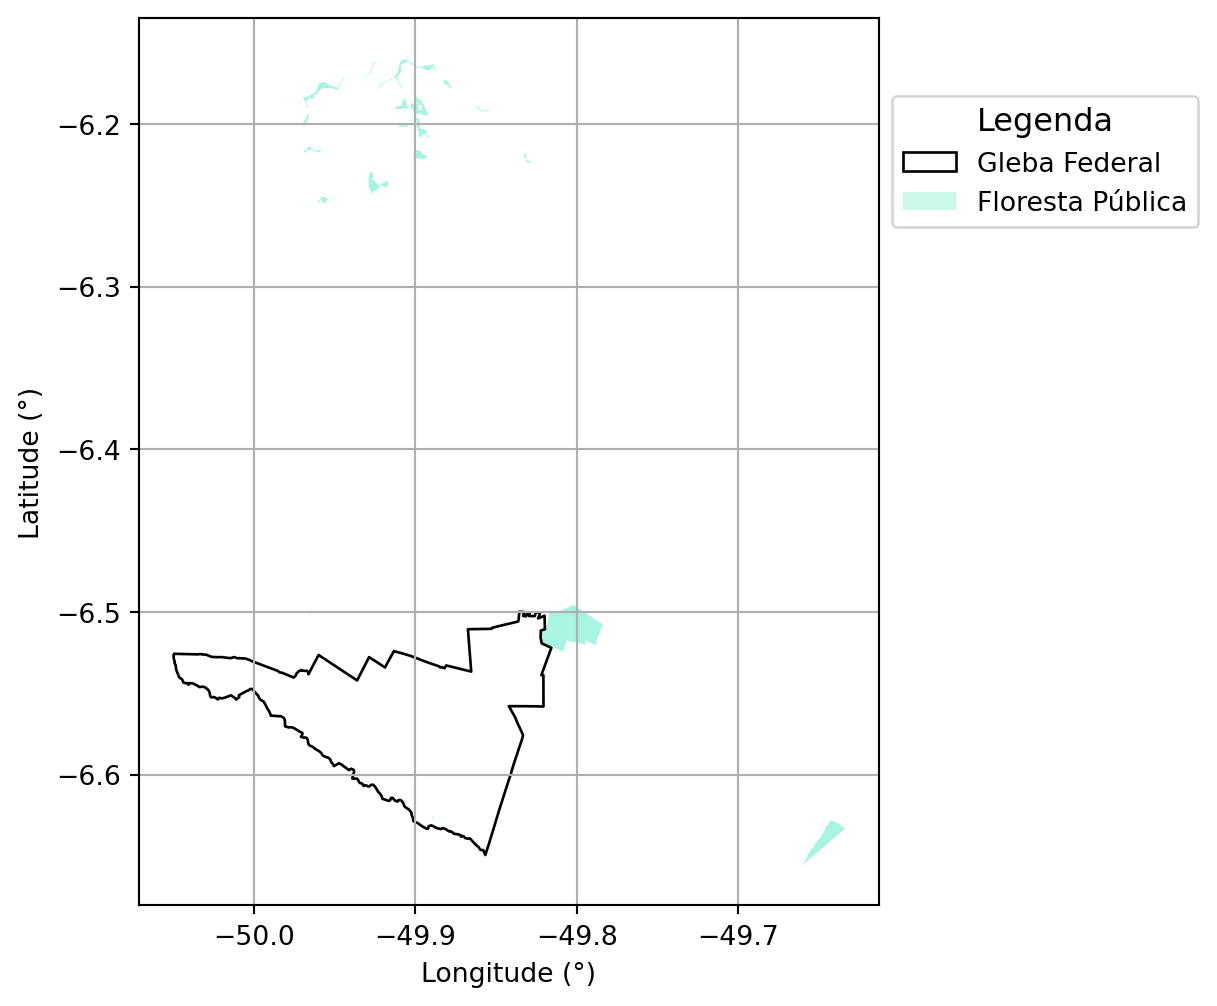 Legenda
Gleba Federal
Floresta Pública
−6.2
−6.3
−6.4
−6.5
−6.6
Latitude (°)
−50.0
−49.9
−49.8
−49.7
Longitude (°)